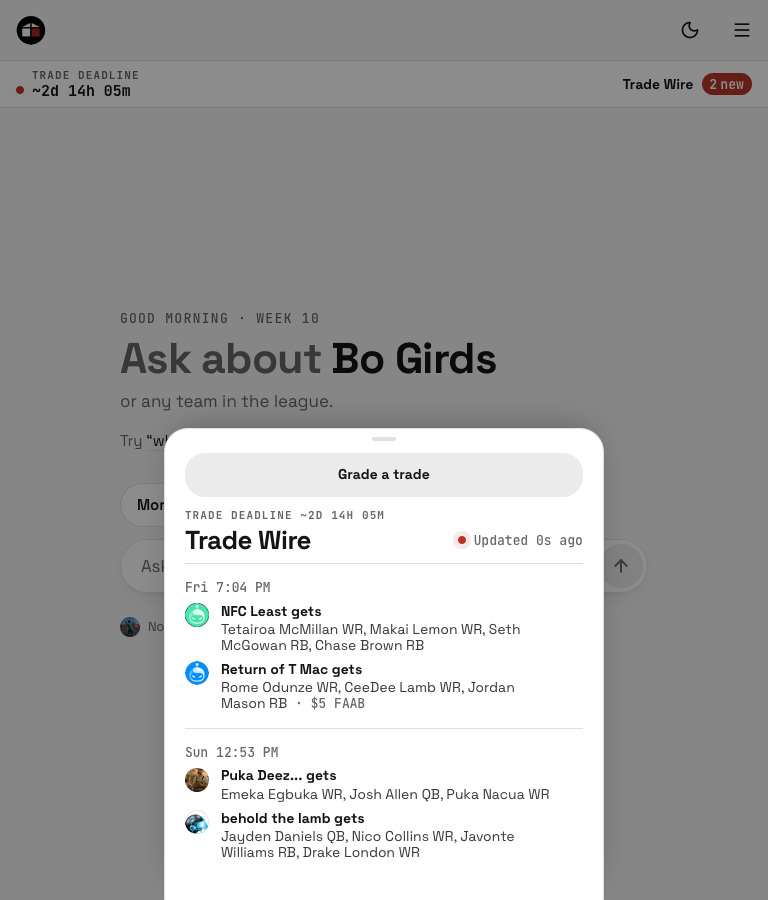 TRADE DEADLINE
~2d 14h 05m
Trade Wire 2 new
GOOD MORNING · WEEK 10
Ask about Bo Girds
or any team in the league.
Try
Grade a trade
TRADE DEADLINE ~2D 14H 05M
Trade Wire
Updated 0s ago
Fri 7:04 PM
NFC Least gets
Tetairoa McMillan WR, Makai Lemon WR, Seth
McGowan RB, Chase Brown RB
Return of T Mac gets
Rome Odunze WR, CeeDee Lamb WR, Jordan
Mason RB · $5 FAAB
Sun 12:53 PM
Puka Deez... gets
Emeka Egbuka WR, Josh Allen QB, Puka Nacua WR
behold the lamb gets
Jayden Daniels QB, Nico Collins WR, Javonte
Williams RB, Drake London WR